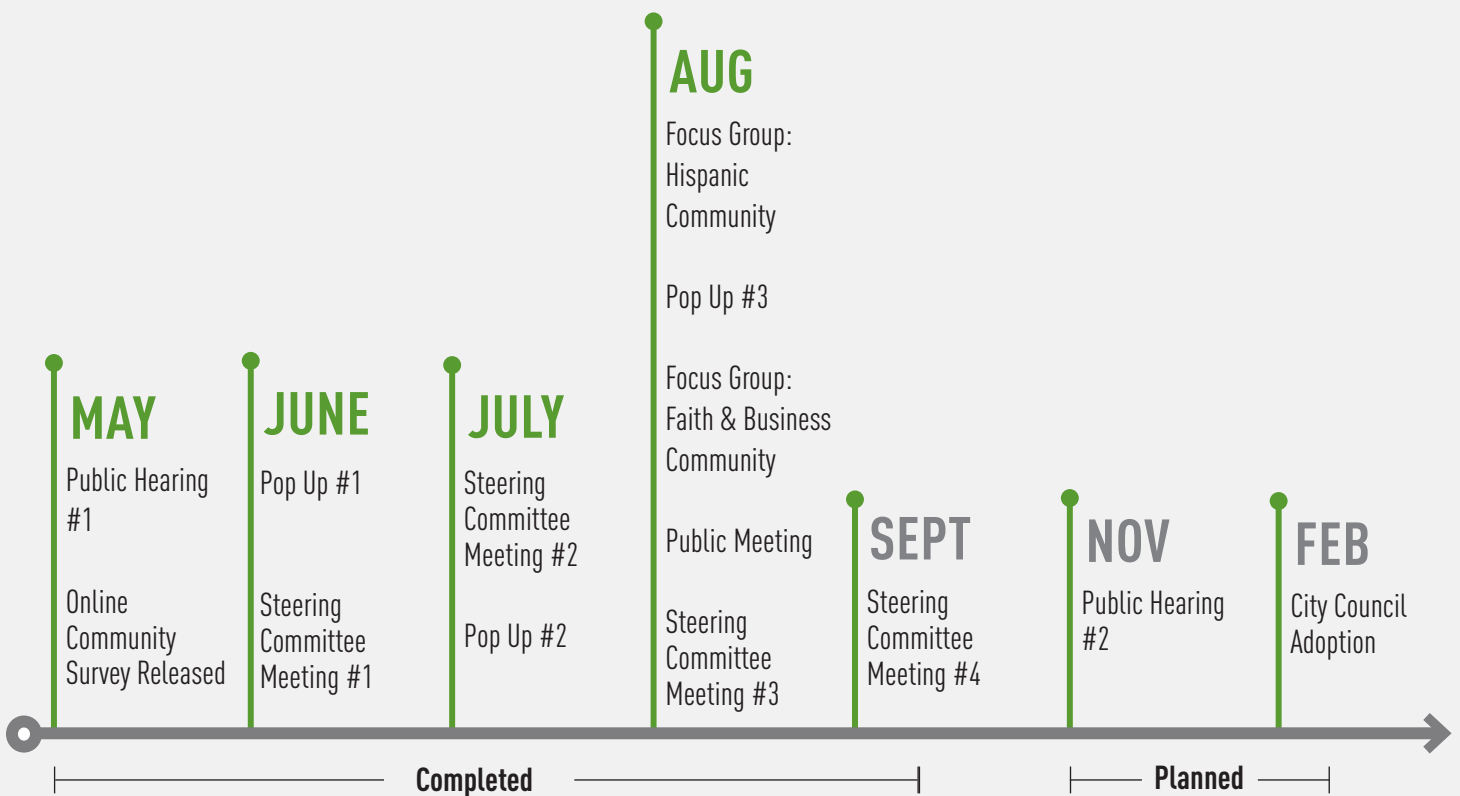 MAY
Public Hearing
#1
Online
Community
Survey Released
JUNE
Pop Up #1
Steering
Committee
Meeting #1
JULY
Steering
Committee
Meeting #2
Pop Up #2
AUG
Focus Group:
Hispanic
Community
Pop Up #3
Focus Group:
Faith & Business
Community
Public Meeting
Steering
Committee
Meeting #3
SEPT
Steering
Committee
Meeting #4
NOV
Public Hearing
#2
FEB
City Council
Adoption
Completed
Planned